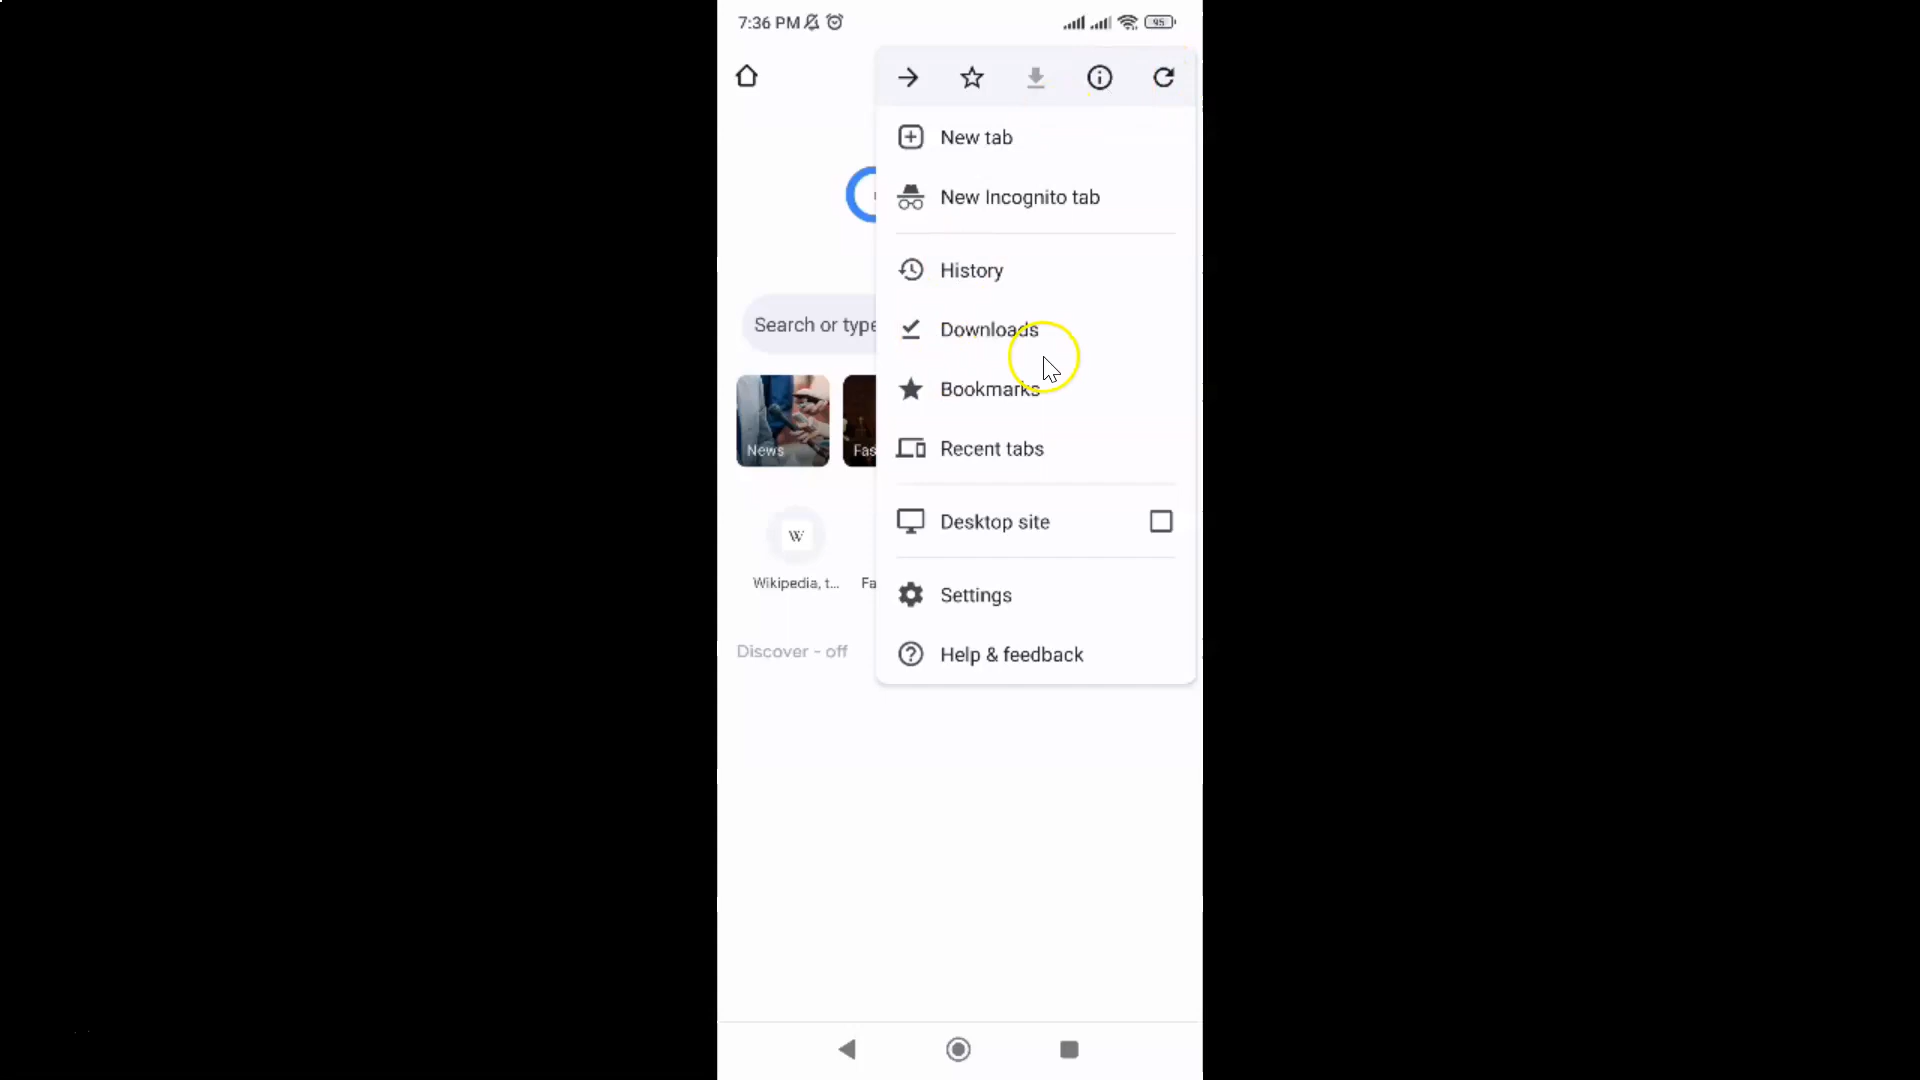 7:36 PM
95
New tab
New Incognito tab
History
Downloads
Search or type
Bookmarks
News
Fas
Recent tabs
Desktop site
W
Wikipedia, t...
Fa
Settings
Discover - off
Help & feedback